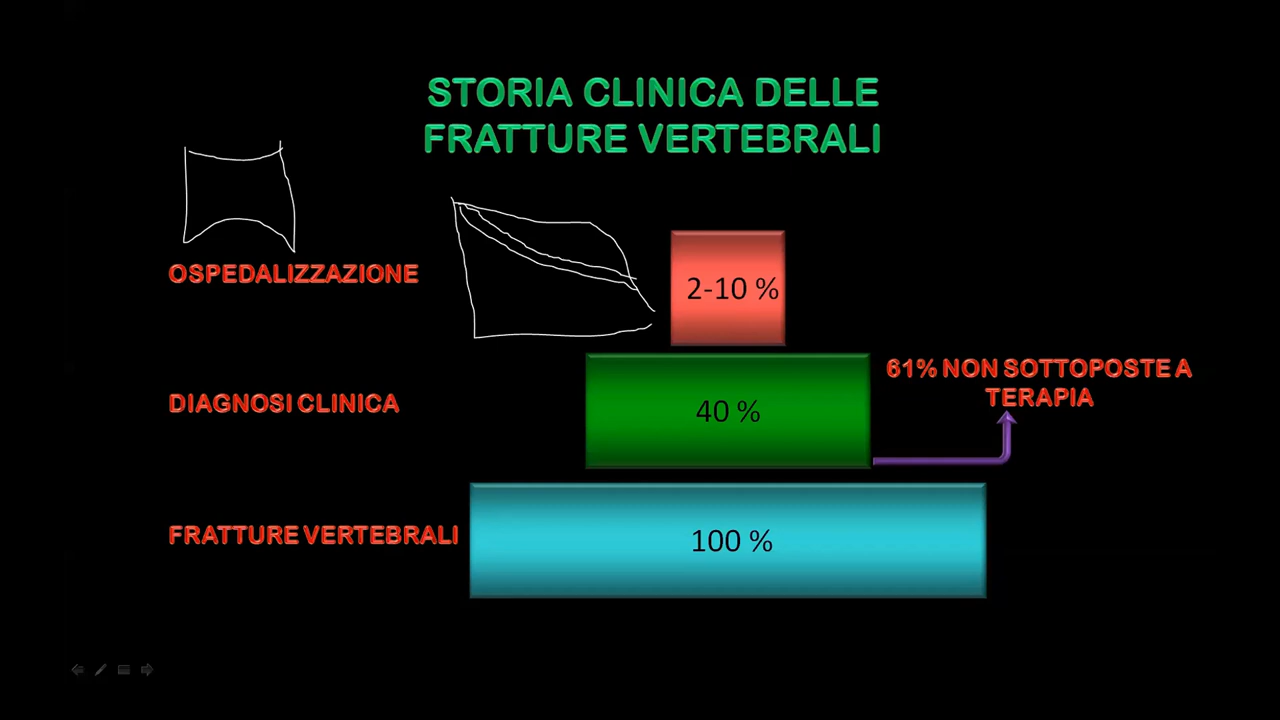 STORIA CLINICA DELLE
FRATTURE VERTEBRALI
OSPEDALIZZAZIONE
2-10 %
61% NON SOTTOPOSTE A
TERAPIA
DIAGNOSI CLINICA
40 %
FRATTURE VERTEBRALI
100 %